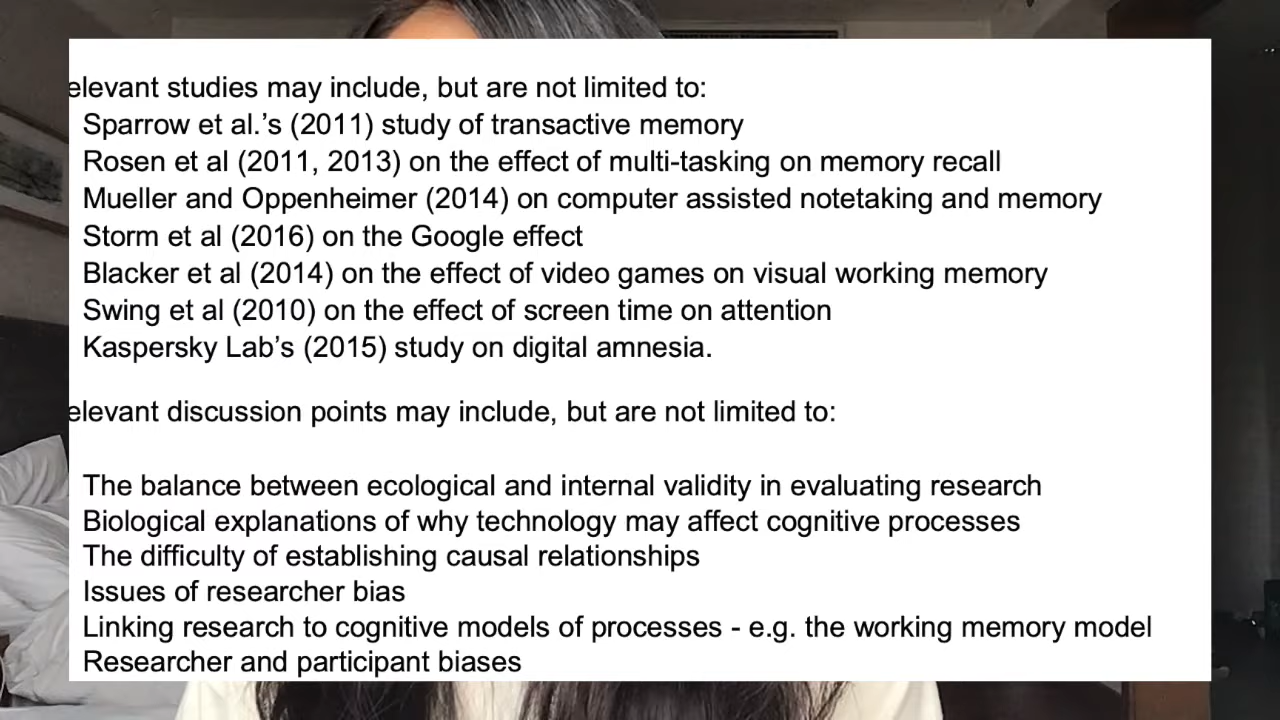 elevant studies may include, but are not limited to:
Sparrow et al.’s (2011) study of transactive memory
Rosen et al (2011, 2013) on the effect of multi-tasking on memory recall
Mueller and Oppenheimer (2014) on computer assisted notetaking and memory
Storm et al (2016) on the Google effect
Blacker et al (2014) on the effect of video games on visual working memory
Swing et al (2010) on the effect of screen time on attention
Kaspersky Lab’s (2015) study on digital amnesia.
elevant discussion points may include, but are not limited to:
The balance between ecological and internal validity in evaluating research
Biological explanations of why technology may affect cognitive processes
The difficulty of establishing causal relationships
Issues of researcher bias
Linking research to cognitive models of processes - e.g. the working memory model
Researcher and participant biases